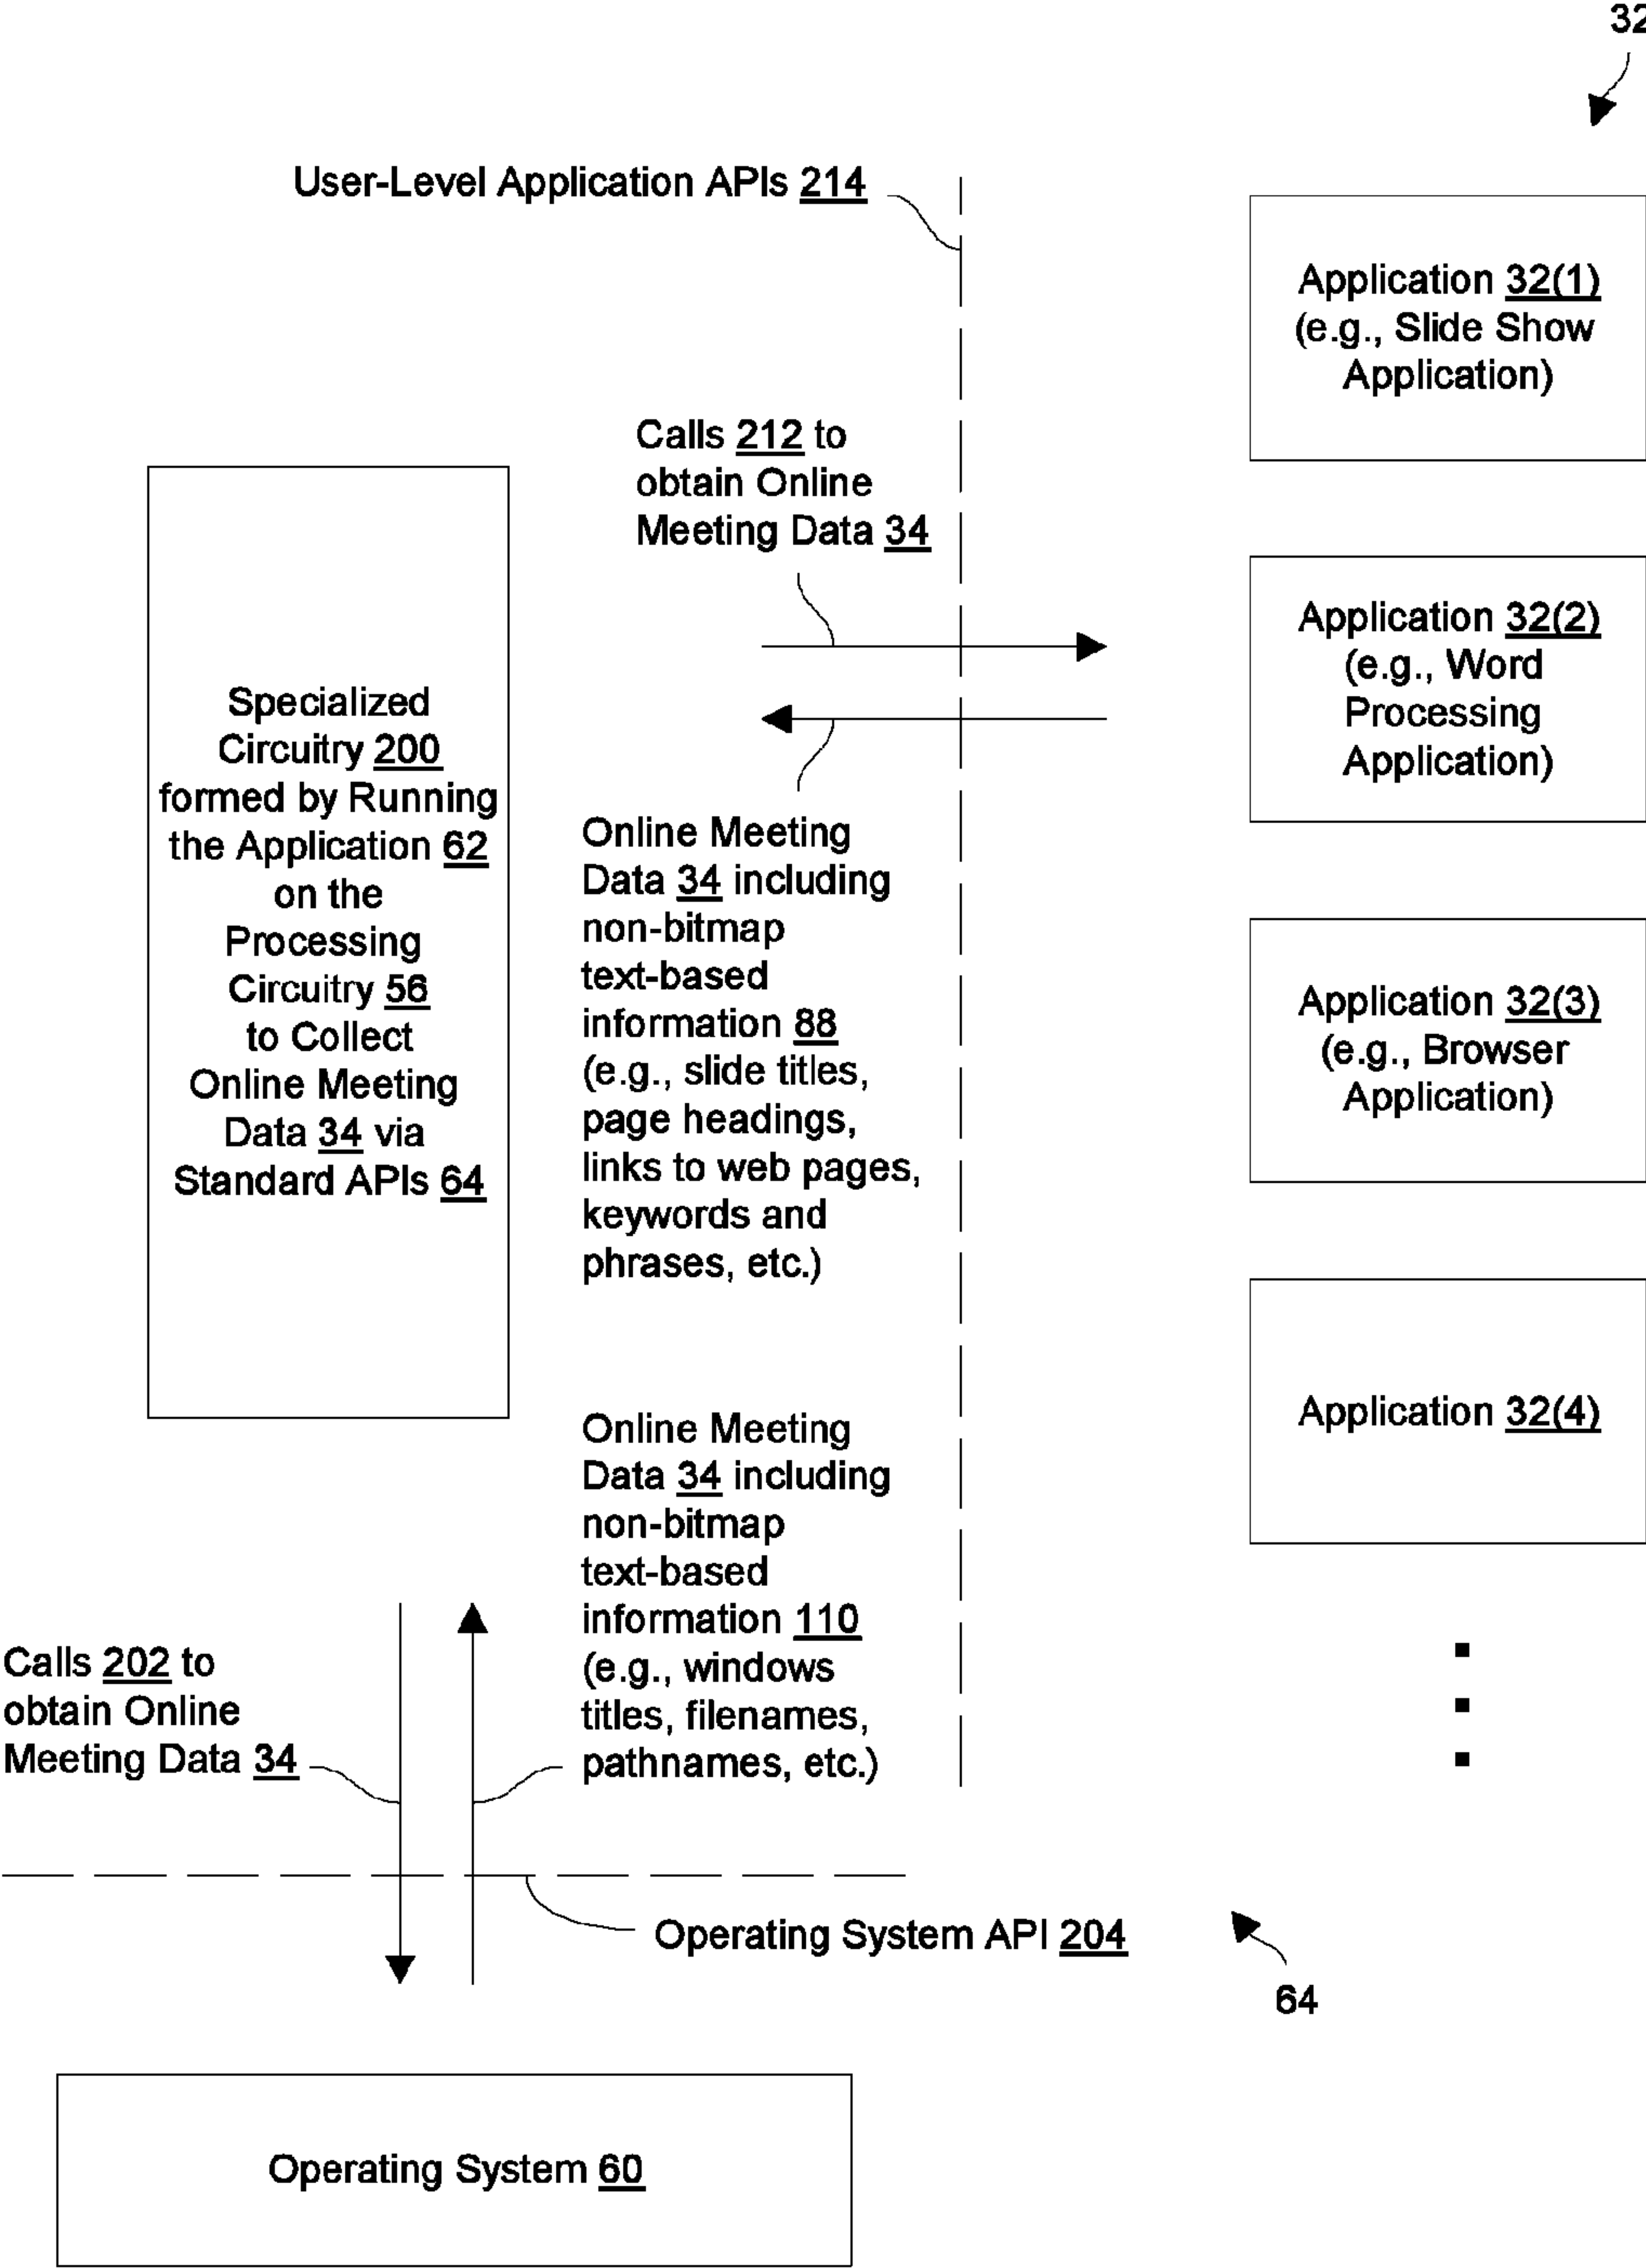 32
User-Level Application APIs 214
Application 32(1)
(e.g., Slide Show
Application)
Calls 212 to
obtain Online
Meeting Data 34
Application 32(2)
(e.g., Word
Processing
Application)
Specialized
Circuitry 200
formed by Running
the Application 62
on the
Processing
Circuitry 56
to Collect
Online Meeting
Data 34 via
Standard APIs 64
Online Meeting
Data 34 including
non-bitmap
text-based
information 88
(e.g., slide titles,
page headings,
links to web pages,
keywords and
phrases, etc.)
Application 32(3)
(e.g., Browser
Application)
Application 32(4)
Online Meeting
Data 34 including
non-bitmap
text-based
information 110
(e.g., windows
titles, filenames,
pathnames, etc.)
Calls 202 to
obtain Online
Meeting Data 34
Operating System API 204
64
Operating System 60